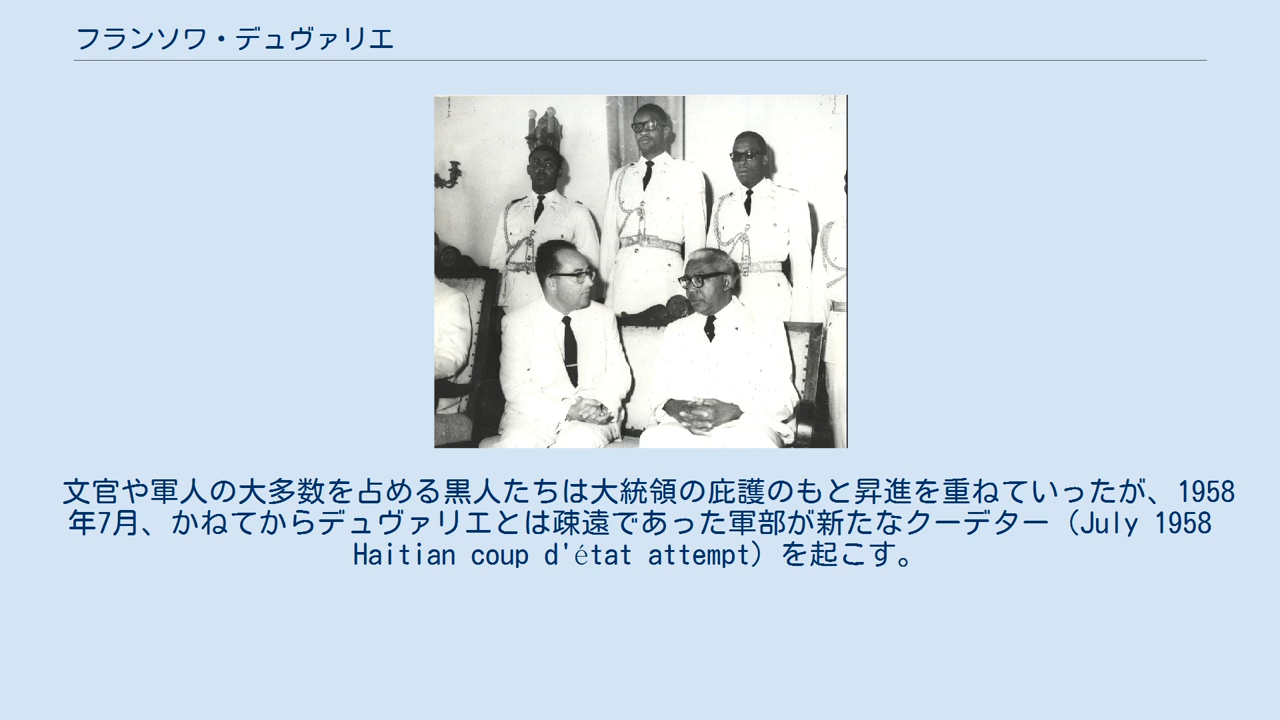 フランソワ・デュヴァリエ
文官や軍人の大多数を占める黒人たちは大統領の庇護のもと昇進を重ねていったが、1958
年7月、かねてからデュヴァリエとは疎遠であった軍部が新たなクーデター（July 1958
Haitian coup d'état attempt）を起こす。